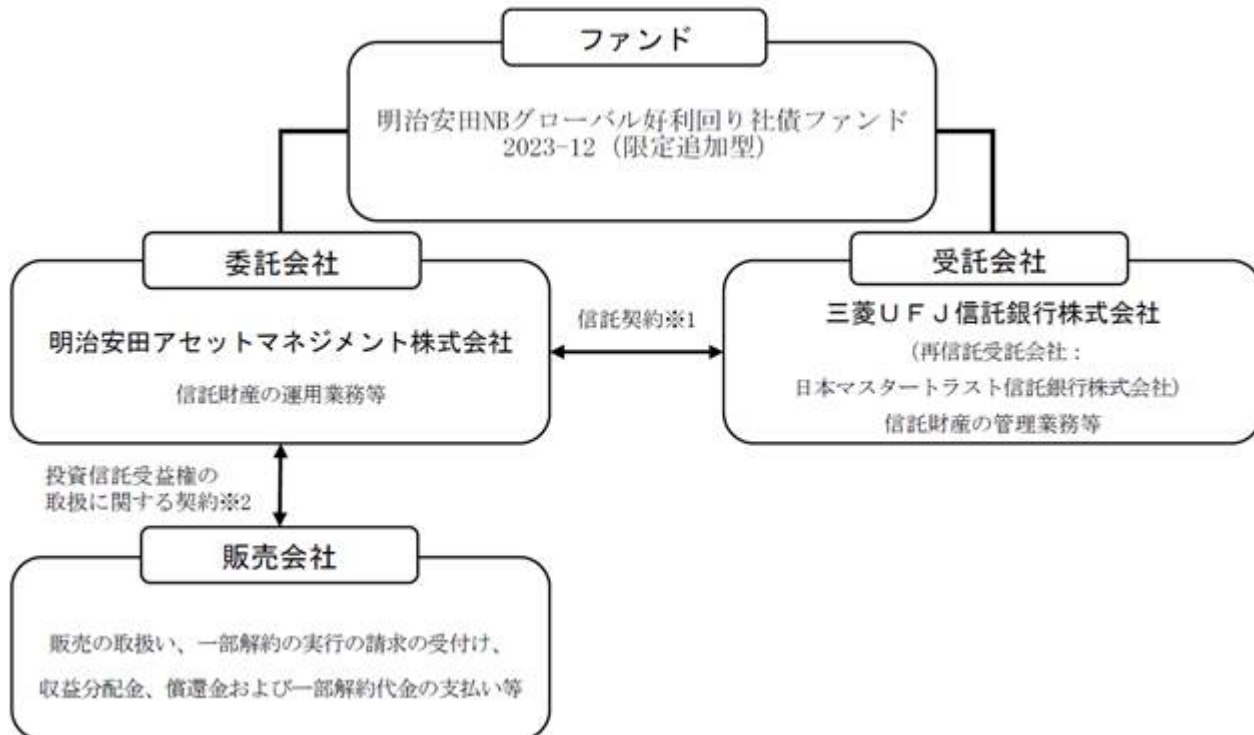 ファンド
明治安田NBグローバル好利回り社債ファンド
2023-12（限定追加型）
委託会社
明治安田アセットマネジメント株式会社
信託財産の運用業務等
信託契約※1
受託会社
三菱ＵＦＪ信託銀行株式会社
（再信託受託会社：
日本マスタートラスト信託銀行株式会社）
信託財産の管理業務等
投資信託受益権の
取扱に関する契約※2
販売会社
販売の取扱い、一部解約の実行の請求の受付け、
収益分配金、償還金および一部解約代金の支払い等